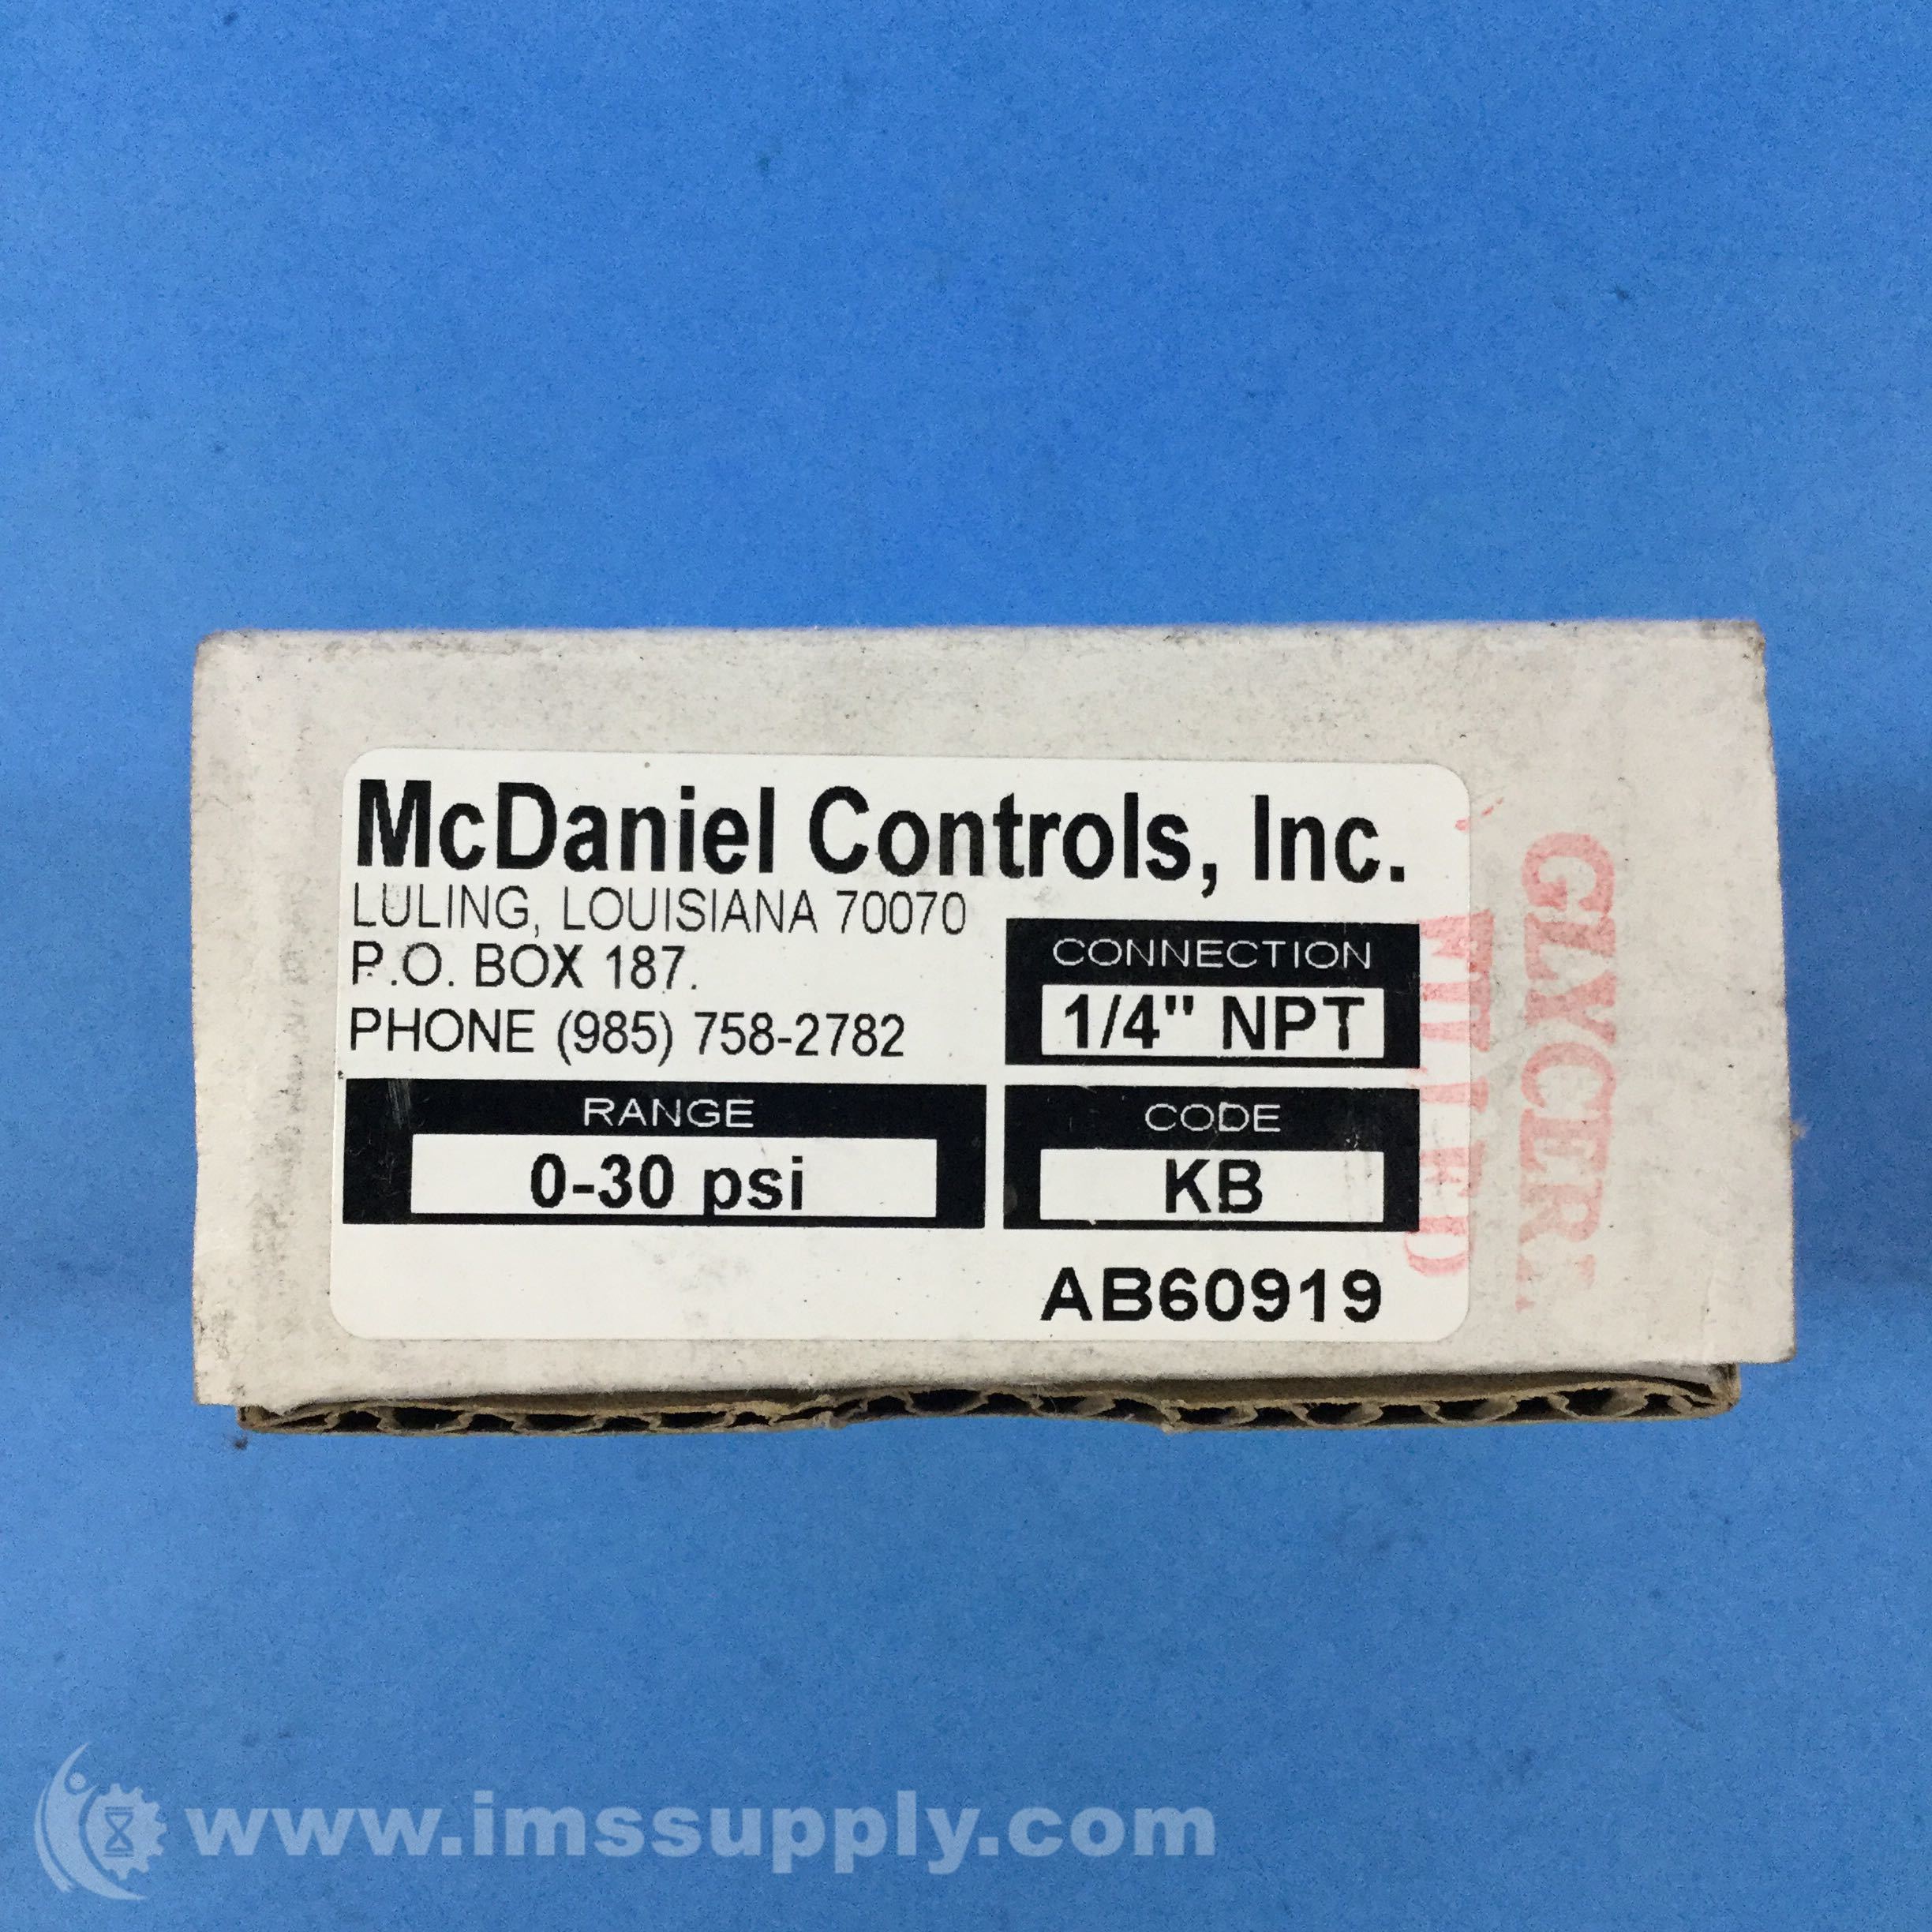 McDaniel Controls, Inc.
LULING, LOUISIANA 70070
P.O. BOX 187.
PHONE (985) 758-2782
CONNECTION
1/4" NPT
RANGE
0-30 psi
CODE
KB
AB60919
FILLED
www.imssupply.com